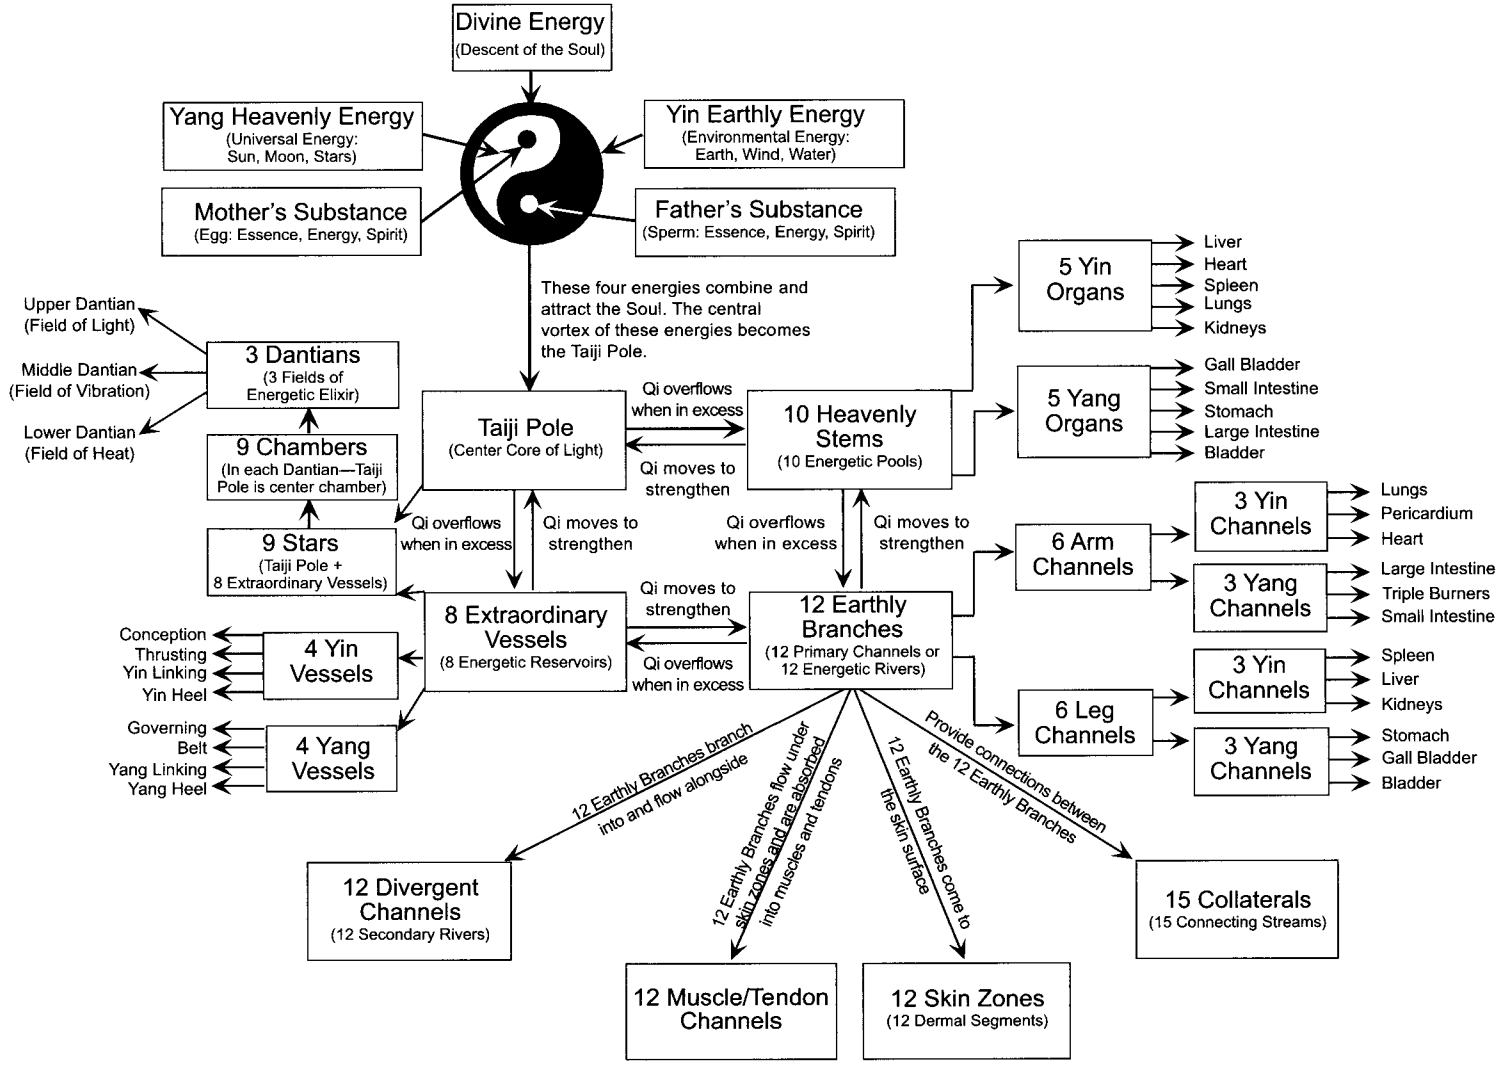 Divine Energy
(Descent of the Soul)
Yang Heavenly Energy
(Universal Energy:
Sun, Moon, Stars)
Yin Earthly Energy
(Environmental Energy:
Earth, Wind, Water)
Mother's Substance
(Egg: Essence, Energy, Spirit)
Father's Substance
(Sperm: Essence, Energy, Spirit)
These four energies combine and
attract the Soul. The central
vortex of these energies becomes
the Taiji Pole.
Upper Dantian
(Field of Light)
Middle Dantian
(Field of Vibration)
Lower Dantian
(Field of Heat)
3 Dantians
(3 Fields of
Energetic Elixir)
9 Chambers
(In each Dantian—Taiji
Pole is center chamber)
9 Stars
(Taiji Pole +
8 Extraordinary Vessels)
Taiji Pole
(Center Core of Light)
Qi overflows
when in excess
Qi moves to
strengthen
10 Heavenly
Stems
(10 Energetic Pools)
5 Yin
Organs
Liver
Heart
Spleen
Lungs
Kidneys
5 Yang
Organs
Gall Bladder
Small Intestine
Stomach
Large Intestine
Bladder
Qi overflows
when in excess
Qi moves to
strengthen
Qi overflows
when in excess
Qi moves to
strengthen
8 Extraordinary
Vessels
(8 Energetic Reservoirs)
Qi moves to
strengthen
Qi overflows
when in excess
12 Earthly
Branches
(12 Primary Channels or
12 Energetic Rivers)
4 Yin
Vessels
Conception
Thrusting
Yin Linking
Yin Heel
4 Yang
Vessels
Governing
Belt
Yang Linking
Yang Heel
6 Arm
Channels
3 Yin
Channels
Lungs
Pericardium
Heart
3 Yang
Channels
Large Intestine
Triple Burners
Small Intestine
6 Leg
Channels
3 Yin
Channels
Spleen
Liver
Kidneys
3 Yang
Channels
Stomach
Gall Bladder
Bladder
12 Earthly Branches branch
into and flow alongside
12 Earthly Branches flow under
skin zones and are absorbed
into muscles and tendons
12 Earthly Branches come to
the skin surface
Provide connections between
the 12 Earthly Branches
12 Divergent
Channels
(12 Secondary Rivers)
12 Muscle/Tendon
Channels
12 Skin Zones
(12 Dermal Segments)
15 Collaterals
(15 Connecting Streams)